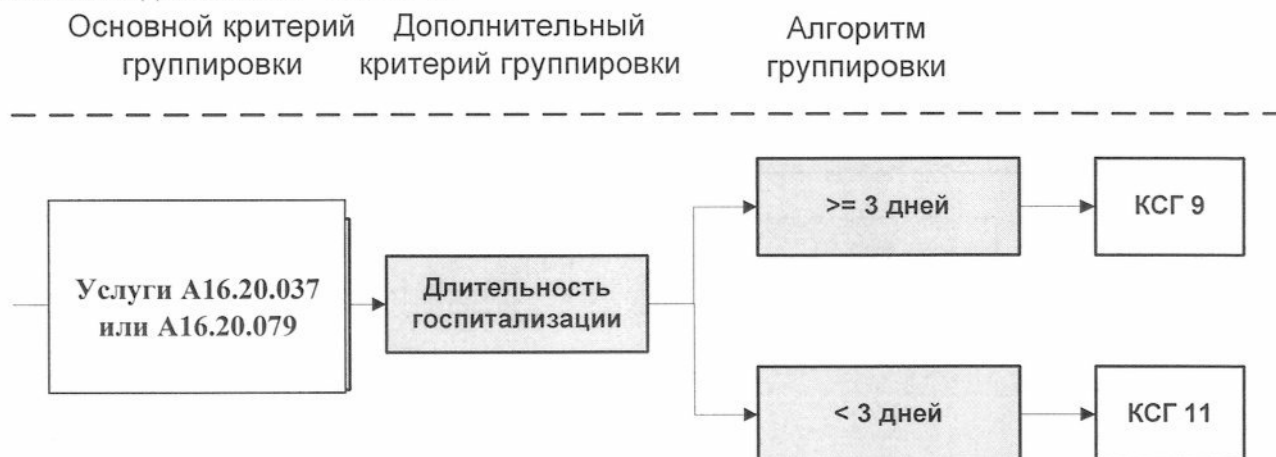 Основной критерий
группировки
Дополнительный
критерий группировки
Алгоритм
группировки
Услуги А16.20.037
или А16.20.079
Длительность
госпитализации
>= 3 дней
КСГ 9
< 3 дней
КСГ 11